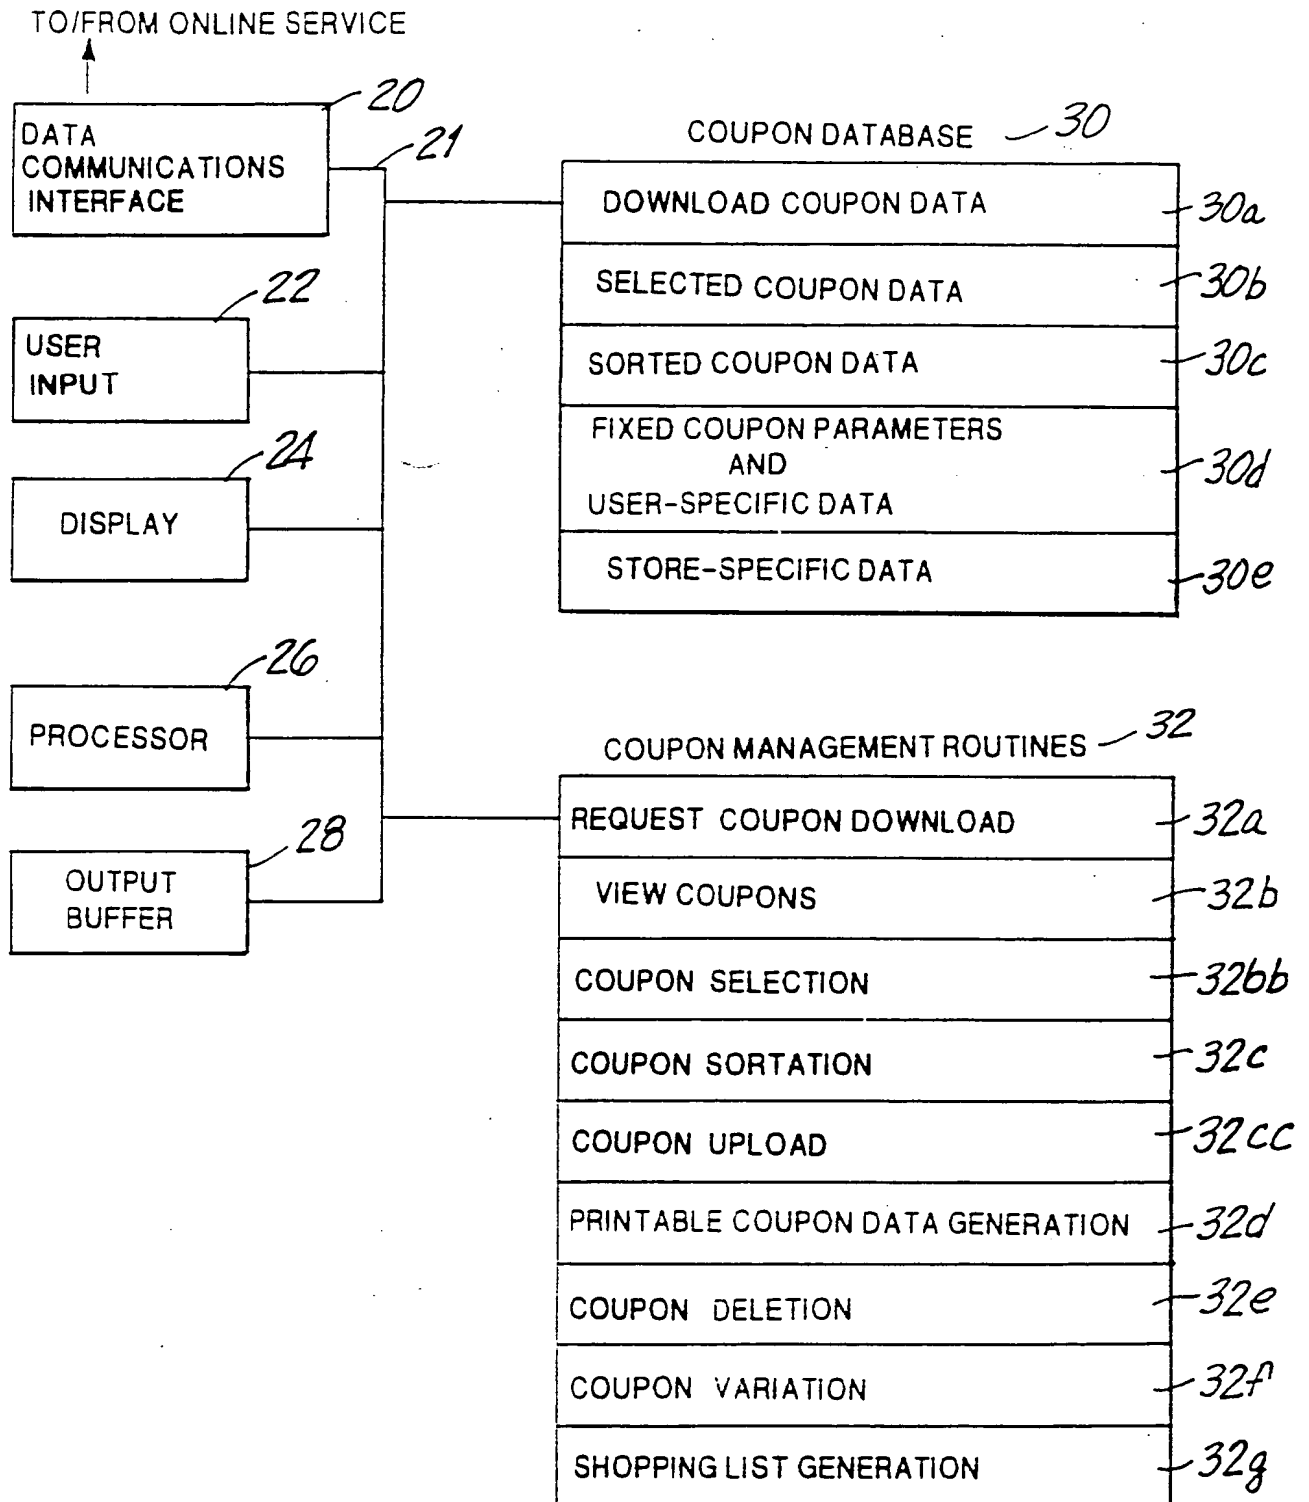 TO/FROM ONLINE SERVICE
20
DATA
COMMUNICATIONS
INTERFACE
21
22
USER
INPUT
24
DISPLAY
26
PROCESSOR
28
OUTPUT
BUFFER
COUPON DATABASE 30
DOWNLOAD COUPON DATA 30a
SELECTED COUPON DATA 30b
SORTED COUPON DATA 30c
FIXED COUPON PARAMETERS
AND
USER-SPECIFIC DATA
30d
STORE-SPECIFIC DATA 30e
COUPON MANAGEMENT ROUTINES 32
REQUEST COUPON DOWNLOAD 32a
VIEW COUPONS 32b
COUPON SELECTION 32bb
COUPON SORTATION 32c
COUPON UPLOAD 32cc
PRINTABLE COUPON DATA GENERATION 32d
COUPON DELETION 32e
COUPON VARIATION 32f
SHOPPING LIST GENERATION 32g